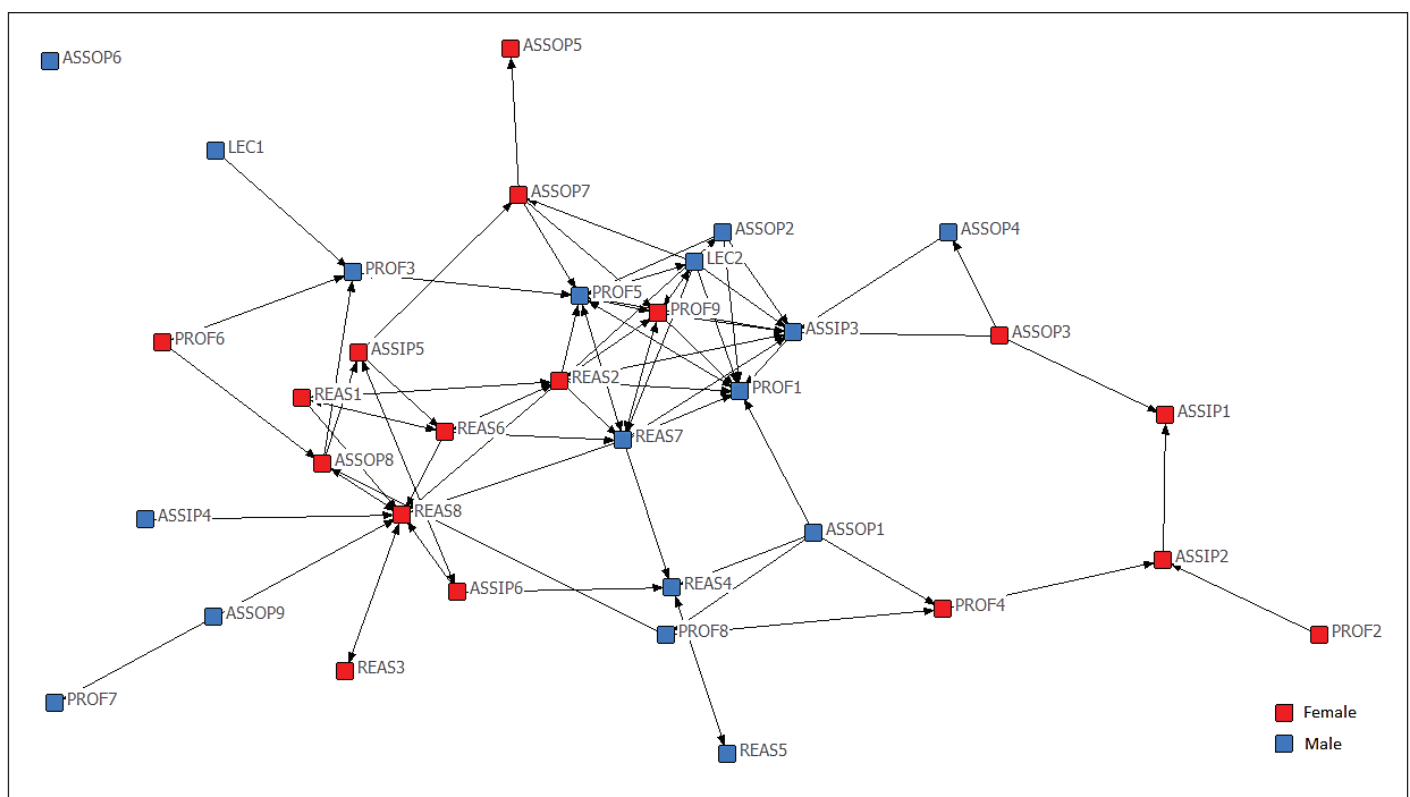 ASSOP5
ASSOP6
LEC1
ASSOP7
ASSOP2
ASSOP4
LEC2
PROF3
PROF5
PROF9
ASSIP3
ASSOP3
PROF6
ASSIP5
REAS2
PROF1
REAS1
ASSIP1
REAS6
REAS7
ASSOP8
REAS8
ASSIP4
ASSOP1
ASSIP2
REAS4
ASSIP6
PROF4
ASSOP9
PROF8
PROF2
REAS3
PROF7
Female
Male
REAS5